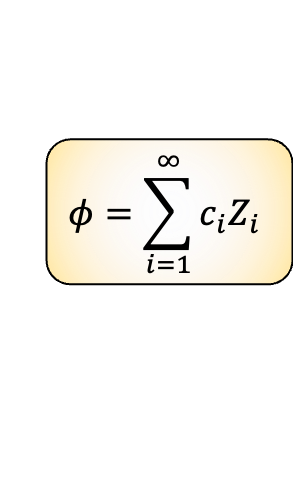 𝜙 = ∑_{i=1}^{∞} c_i Z_i